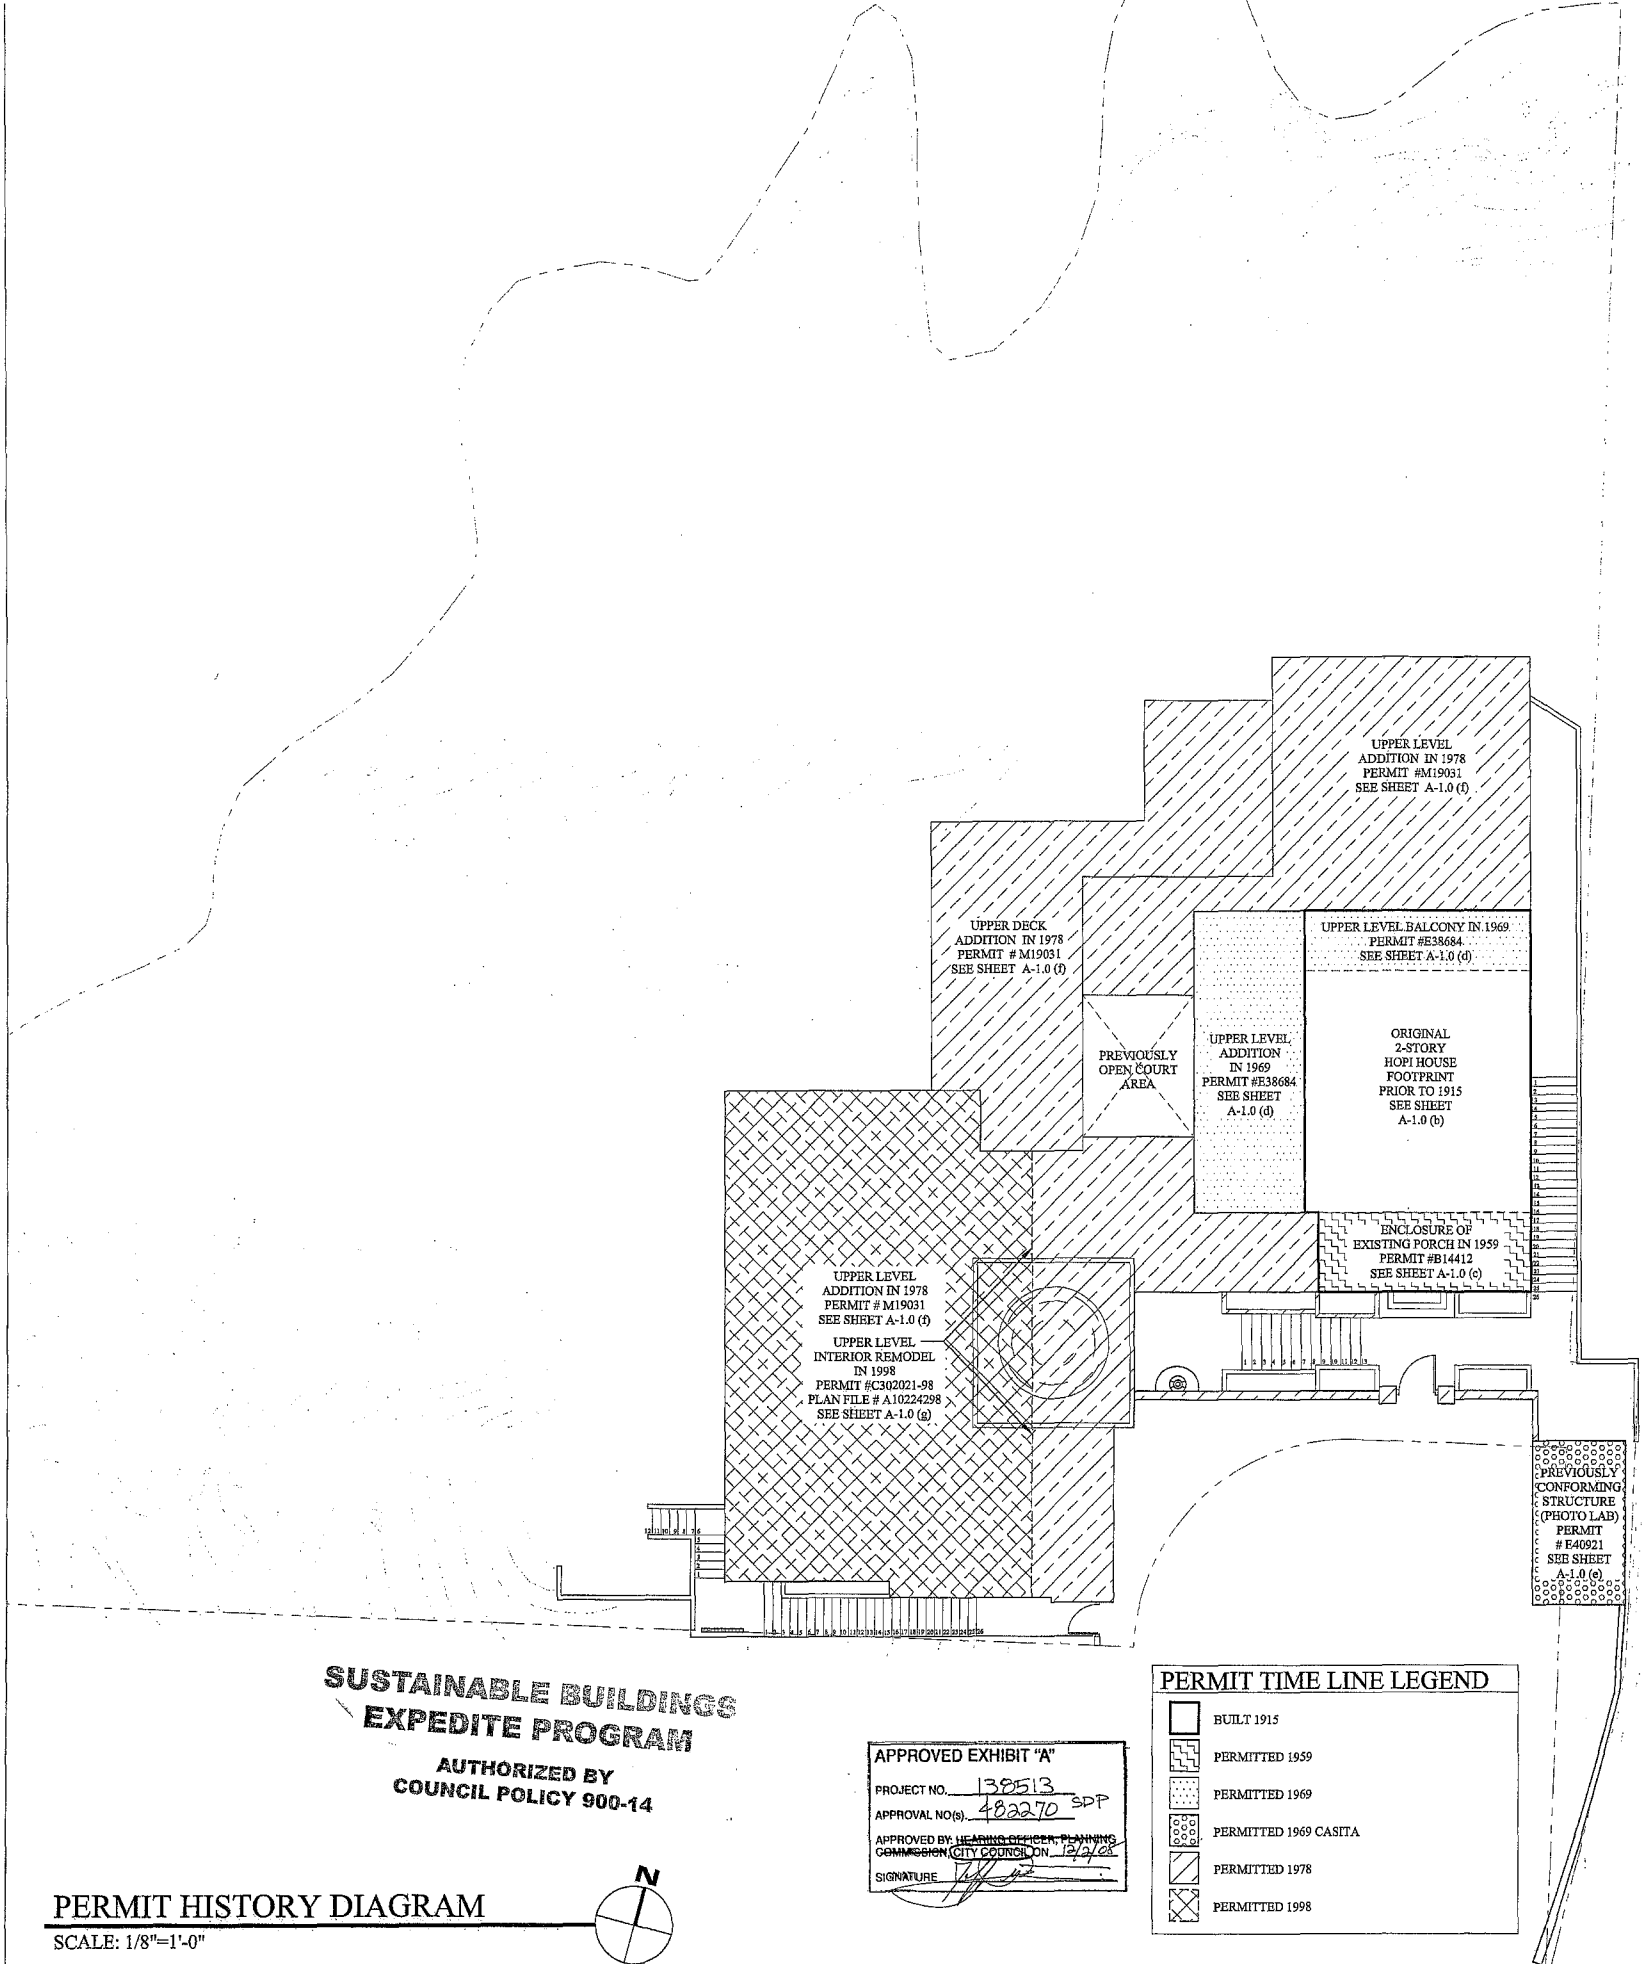 UPPER LEVEL
ADDITION IN 1978
PERMIT #M19031
SEE SHEET A-1.0 (f)
UPPER DECK
ADDITION IN 1978
PERMIT # M19031
SEE SHEET A-1.0 (f)
UPPER LEVEL BALCONY IN 1969
PERMIT #E38684
SEE SHEET A-1.0 (d)
PREVIOUSLY
OPEN COURT
AREA
UPPER LEVEL
ADDITION
IN 1969
PERMIT #E38684
SEE SHEET
A-1.0 (d)
ORIGINAL
2-STORY
HOPI HOUSE
FOOTPRINT
PRIOR TO 1915
SEE SHEET
A-1.0 (b)
ENCLOSURE OF
EXISTING PORCH IN 1959
PERMIT #B14412
SEE SHEET A-1.0 (c)
UPPER LEVEL
ADDITION IN 1978
PERMIT # M19031
SEE SHEET A-1.0 (f)
UPPER LEVEL
INTERIOR REMODEL
IN 1998
PERMIT #C302021-98
PLAN FILE # A10224298
SEE SHEET A-1.0 (g)
PREVIOUSLY
CONFORMING
STRUCTURE
(PHOTO LAB)
PERMIT
# E40921
SEE SHEET
A-1.0 (e)
SUSTAINABLE BUILDINGS
EXPEDITE PROGRAM
AUTHORIZED BY
COUNCIL POLICY 900-14
APPROVED EXHIBIT "A"
PROJECT NO. 138513
APPROVAL NO(s). 482270 SDP
APPROVED BY: HEARING OFFICER, PLANNING
COMMISSION, CITY COUNCIL ON 12/2/08
SIGNATURE
PERMIT TIME LINE LEGEND
BUILT 1915
PERMITTED 1959
PERMITTED 1969
PERMITTED 1969 CASITA
PERMITTED 1978
PERMITTED 1998
N
PERMIT HISTORY DIAGRAM
SCALE: 1/8"=1'-0"